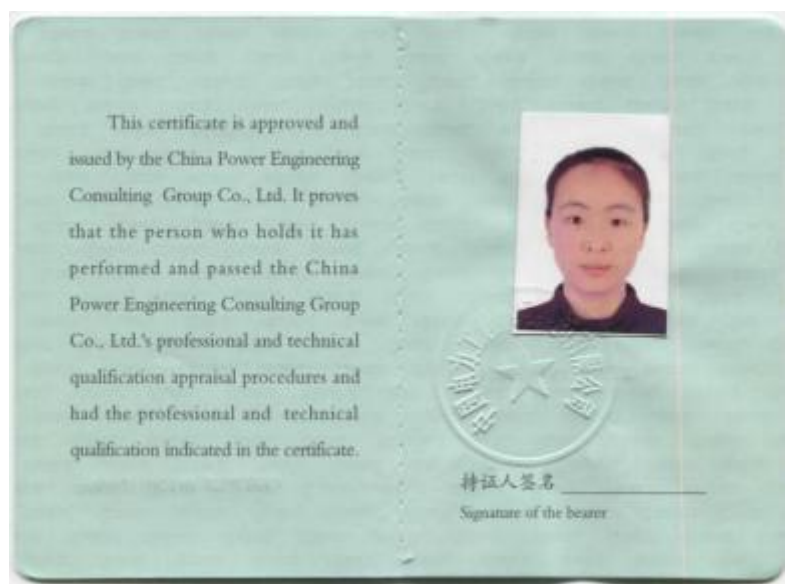 This certificate is approved and
issued by the China Power Engineering
Consulting Group Co., Ltd. It proves
that the person who holds it has
performed and passed the China
Power Engineering Consulting Group
Co., Ltd.'s professional and technical
qualification appraisal procedures and
had the professional and technical
qualification indicated in the certificate.
持证人签名
Signature of the bearer